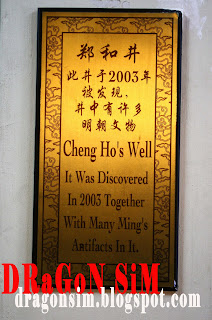 郑和井
此井于2003年
被发现，
井中有许多
明朝文物
Cheng Ho's Well
It Was Discovered
In 2003 Together
With Many Ming's
Antifacts In It.
DRaGoN SiM
dragonsim.blogspot.com